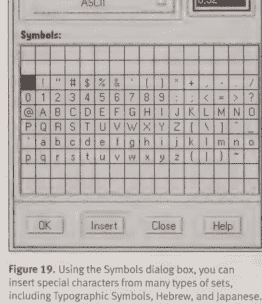 ASCII
0,32
Symbols:
! " # $ % & ' ( ) * + , - . /
0 1 2 3 4 5 6 7 8 9 : ; < = > ?
@ A B C D E F G H I J K L M N O
P Q R S T U V W X Y Z [ \ ] ^ _
` a b c d e f g h i j k l m n o
p q r s t u v w x y z { | } ~
OK Insert Close Help
Figure 19. Using the Symbols dialog box, you can
insert special characters from many types of sets,
including Typographic Symbols, Hebrew, and Japanese.